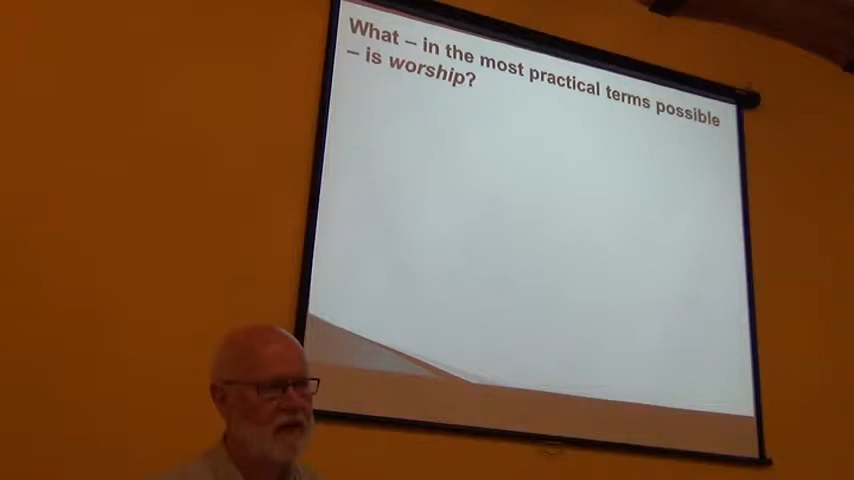 What – in the most practical terms possible
– is worship?